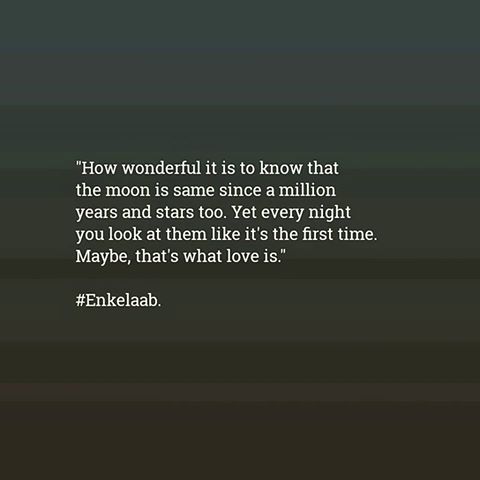 "How wonderful it is to know that
the moon is same since a million
years and stars too. Yet every night
you look at them like it's the first time.
Maybe, that's what love is."
#Enkelaab.